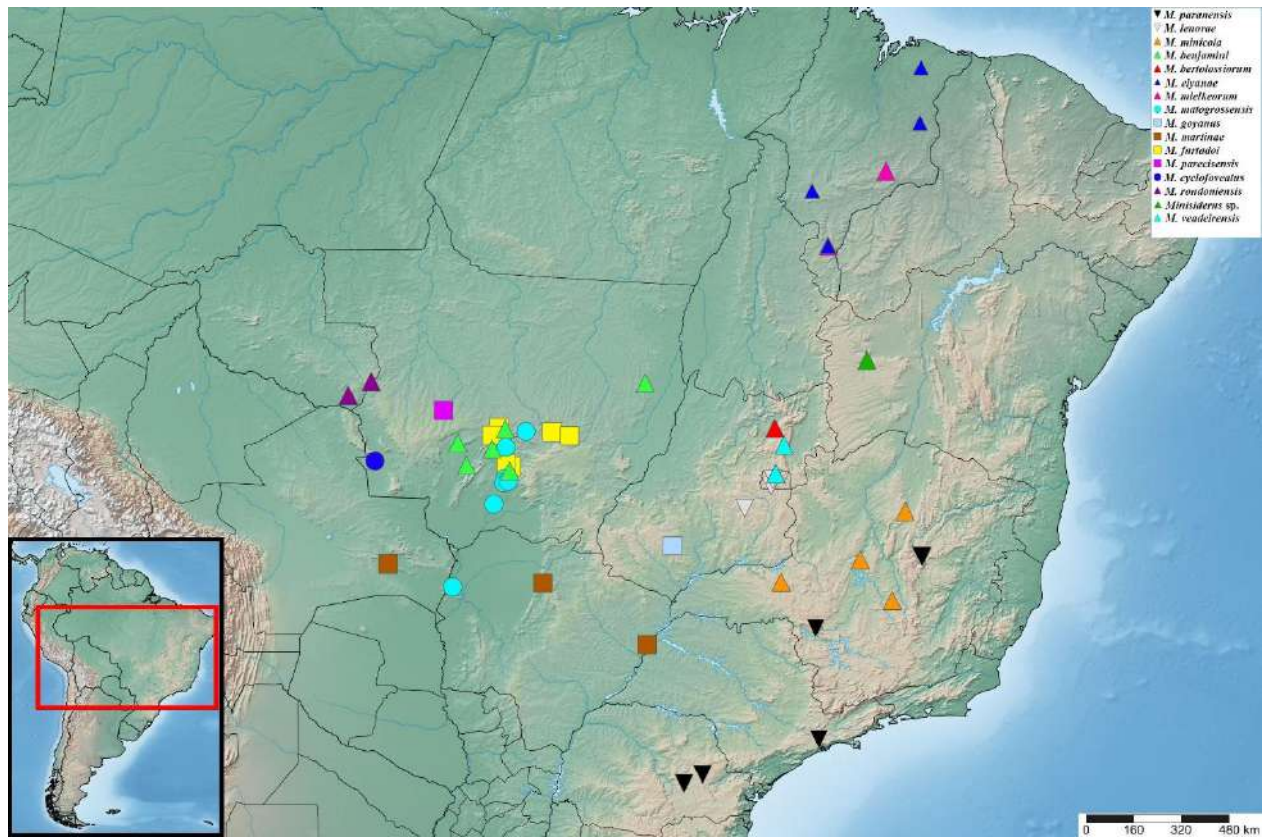 M. paranensis
M. lenorae
M. minicola
M. benjamini
M. bertolossiorum
M. elyanae
M. mielkeorum
M. matogrossensis
M. goyanus
M. martinae
M. furtadoi
M. parecisensis
M. cyclofovealus
M. rondoniensis
Minisiderus sp.
M. veadeirensis
0 160 320 480 km